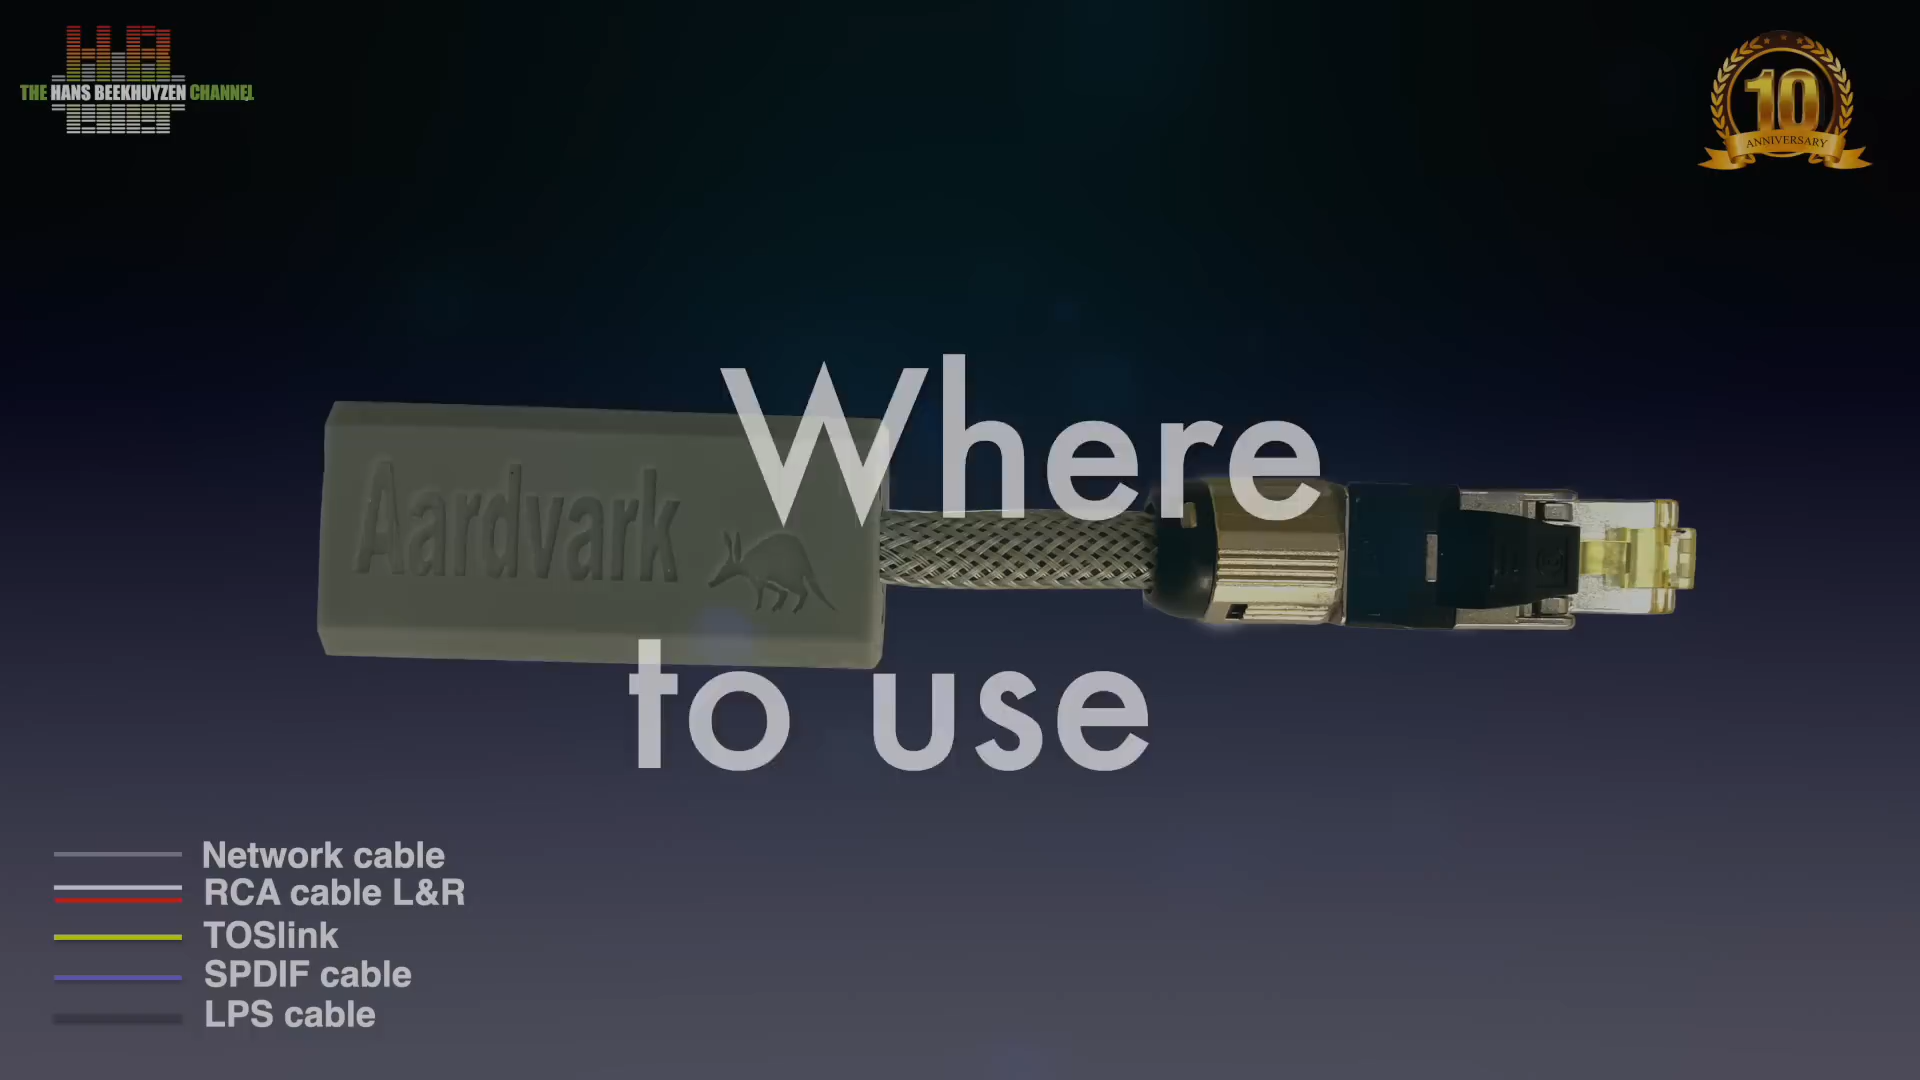 THE HANS BEEKHUYZEN CHANNEL
10
ANNIVERSARY
Where
Aardvark
to use
Network cable
RCA cable L&R
TOSlink
SPDIF cable
LPS cable